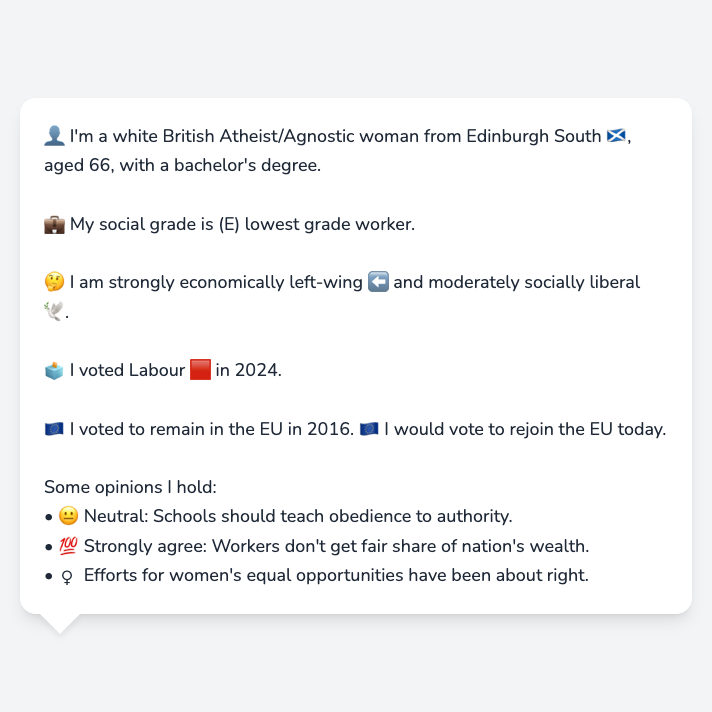 👤 I'm a white British Atheist/Agnostic woman from Edinburgh South 🏴󠁧󠁢󠁳󠁣󠁴󠁿,
aged 66, with a bachelor's degree.
💼 My social grade is (E) lowest grade worker.
🤔 I am strongly economically left-wing ⬅️ and moderately socially liberal
🕊️.
🗳️ I voted Labour 🟥 in 2024.
🇪🇺 I voted to remain in the EU in 2016. 🇪🇺 I would vote to rejoin the EU today.
Some opinions I hold:
• 😐 Neutral: Schools should teach obedience to authority.
• 💯 Strongly agree: Workers don't get fair share of nation's wealth.
• ♀ Efforts for women's equal opportunities have been about right.